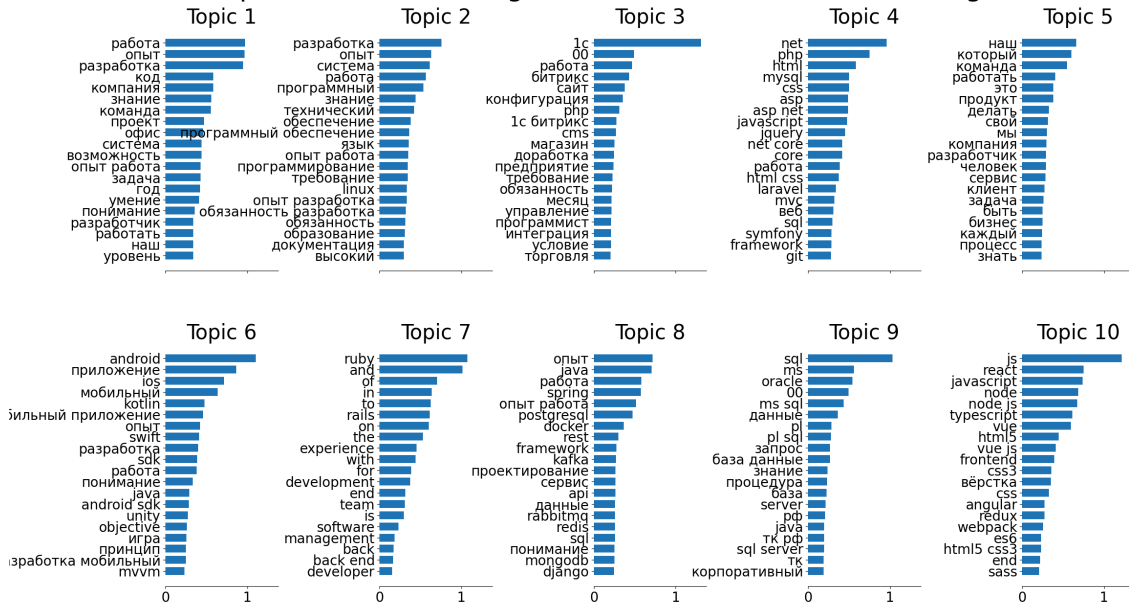 Topic 1
работа
опыт
разработка
код
компания
знание
команда
проект
офис
система
возможность
опыт работа
задача
год
умение
понимание
разработчик
работать
наш
уровень
Topic 2
разработка
опыт
система
работа
программный
знание
технический
обеспечение
программный обеспечение
язык
опыт работа
программирование
требование
linux
опыт разработка
обязанность разработка
обязанность
образование
документация
высокий
0 1
Topic 3
1с
00
работа
битрикс
сайт
конфигурация
php
1с битрикс
cms
магазин
доработка
предприятие
требование
обязанность
месяц
управление
программист
интеграция
условие
торговля
Topic 4
net
php
html
mysql
css
asp
asp net
javascript
jquery
net core
core
работа
html css
laravel
mvc
веб
sql
symfony
framework
git
Topic 5
наш
который
команда
работать
это
продукт
делать
свой
мы
компания
разработчик
человек
сервис
клиент
задача
быть
бизнес
каждый
процесс
знать
Topic 6
android
приложение
ios
мобильный
kotlin
бильный приложение
опыт
swift
разработка
sdk
работа
понимание
java
android sdk
unity
objective
игра
принцип
зработка мобильный
mvvm
0 1
Topic 7
ruby
and
of
in
to
rails
on
the
experience
with
for
development
end
team
is
software
management
back
back end
developer
0 1
Topic 8
опыт
java
работа
spring
опыт работа
postgresql
docker
rest
framework
kafka
проектирование
сервис
api
данные
rabbitmq
redis
sql
понимание
mongodb
django
0 1
Topic 9
sql
ms
oracle
00
ms sql
данные
pl
pl sql
запрос
база данные
знание
процедура
база
server
рф
java
тк рф
sql server
тк
корпоративный
0 1
Topic 10
js
react
javascript
node
node js
typescript
vue
html5
vue js
frontend
css3
вёрстка
css
angular
redux
webpack
es6
html5 css3
end
sass
0 1